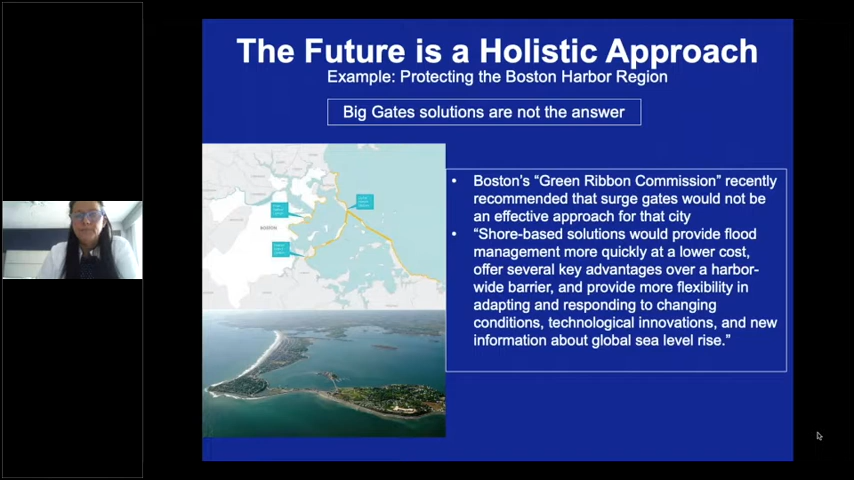 The Future is a Holistic Approach
Example: Protecting the Boston Harbor Region
Big Gates solutions are not the answer
BOSTON
• Boston's “Green Ribbon Commission” recently
recommended that surge gates would not be
an effective approach for that city
• “Shore-based solutions would provide flood
management more quickly at a lower cost,
offer several key advantages over a harbor-
wide barrier, and provide more flexibility in
adapting and responding to changing
conditions, technological innovations, and new
information about global sea level rise.”